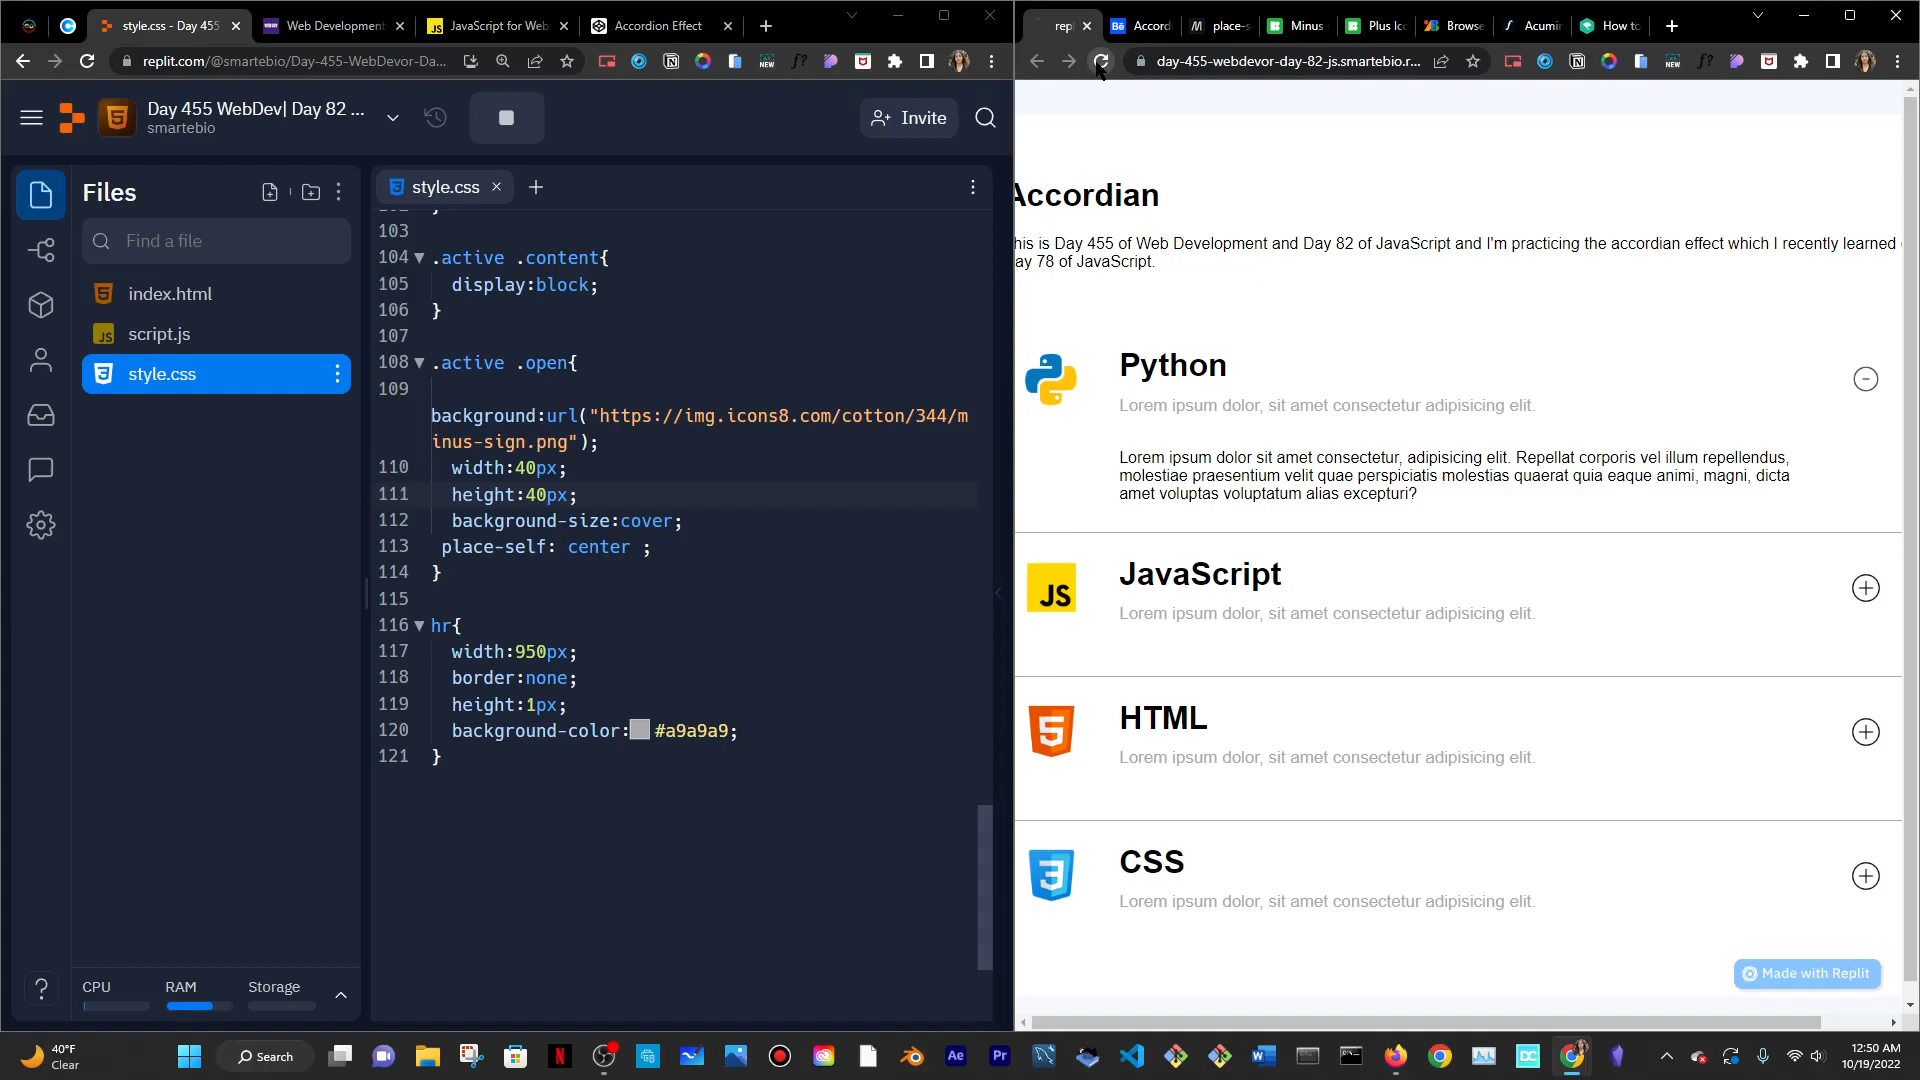 style.css - Day 455
Web Development
JavaScript for Web
Accordion Effect
replit.com/@smartebio/Day-455-WebDevor-Da...
Day 455 WebDev| Day 82 ...
smartebio
Invite
Files
Find a file
index.html
script.js
style.css
CPU
RAM
Storage
style.css
103
104 .active .content{
105 display:block;
106 }
107
108 .active .open{
109
background:url("https://img.icons8.com/cotton/344/m
inus-sign.png");
110 width:40px;
111 height:40px;
112 background-size:cover;
113 place-self: center ;
114 }
115
116 hr{
117 width:950px;
118 border:none;
119 height:1px;
120 background-color: #a9a9a9;
121 }
repl
Accord
place-s
Minus
Plus Ico
Browse
Acumin
How to
day-455-webdevor-day-82-js.smartebio.r...
Accordian
his is Day 455 of Web Development and Day 82 of JavaScript and I'm practicing the accordian effect which I recently learned
ay 78 of JavaScript.
Python
Lorem ipsum dolor, sit amet consectetur adipisicing elit.
Lorem ipsum dolor sit amet consectetur, adipisicing elit. Repellat corporis vel illum repellendus,
molestiae praesentium velit quae perspiciatis molestias quaerat quia eaque animi, magni, dicta
amet voluptas voluptatum alias excepturi?
JS
JavaScript
Lorem ipsum dolor, sit amet consectetur adipisicing elit.
HTML
Lorem ipsum dolor, sit amet consectetur adipisicing elit.
CSS
Lorem ipsum dolor, sit amet consectetur adipisicing elit.
Made with Replit
40°F
Clear
Search
Ae
Pr
DC
12:50 AM
10/19/2022